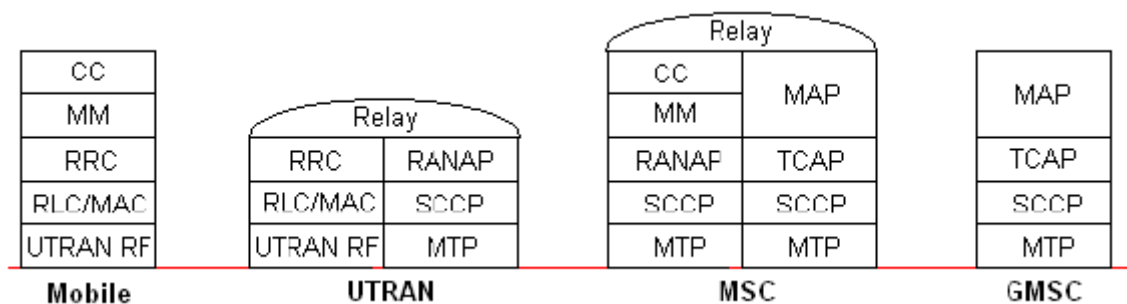 Relay
CC
CC
MAP
MAP
MM
Relay
MM
RRC
RRC
RANAP
RANAP
TCAP
TCAP
RLC/MAC
RLC/MAC
SCCP
SCCP
SCCP
SCCP
UTRAN RF
UTRAN RF
MTP
MTP
MTP
MTP
Mobile
UTRAN
MSC
GMSC